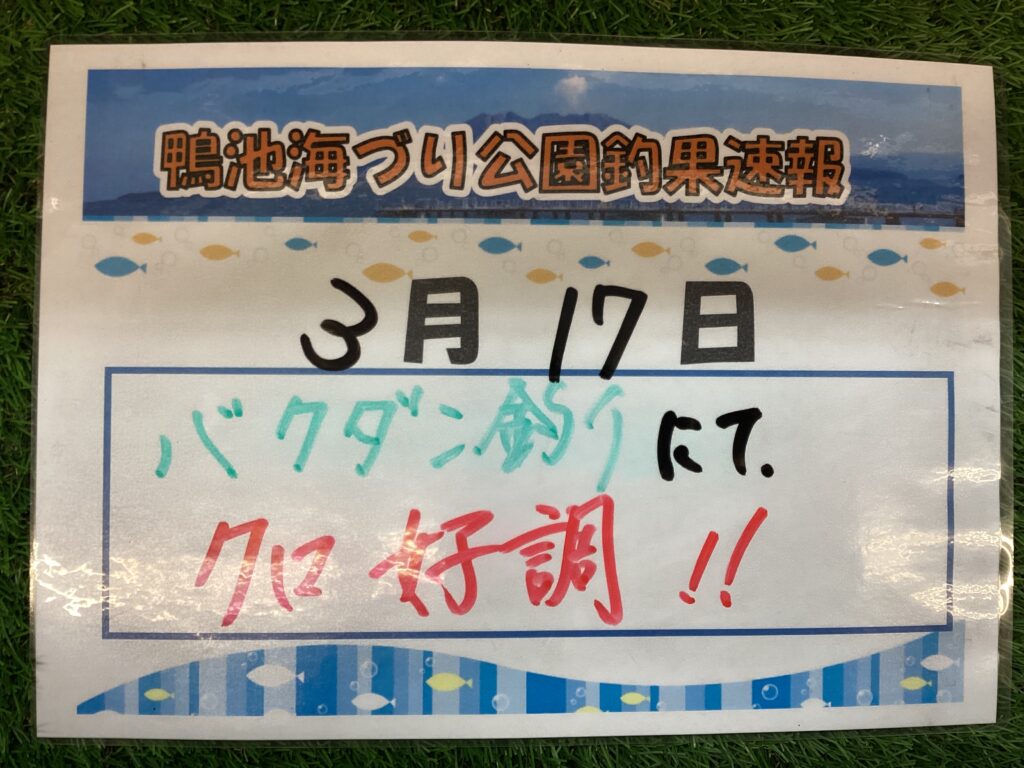 鴨池海づり公園釣果速報
3月17日
バクダン釣りにて.
クロ 好調 !!